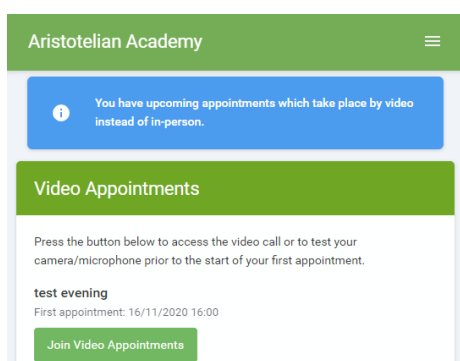 Aristotelian Academy
You have upcoming appointments which take place by video
instead of in-person.
Video Appointments
Press the button below to access the video call or to test your
camera/microphone prior to the start of your first appointment.
test evening
First appointment: 16/11/2020 16:00
Join Video Appointments